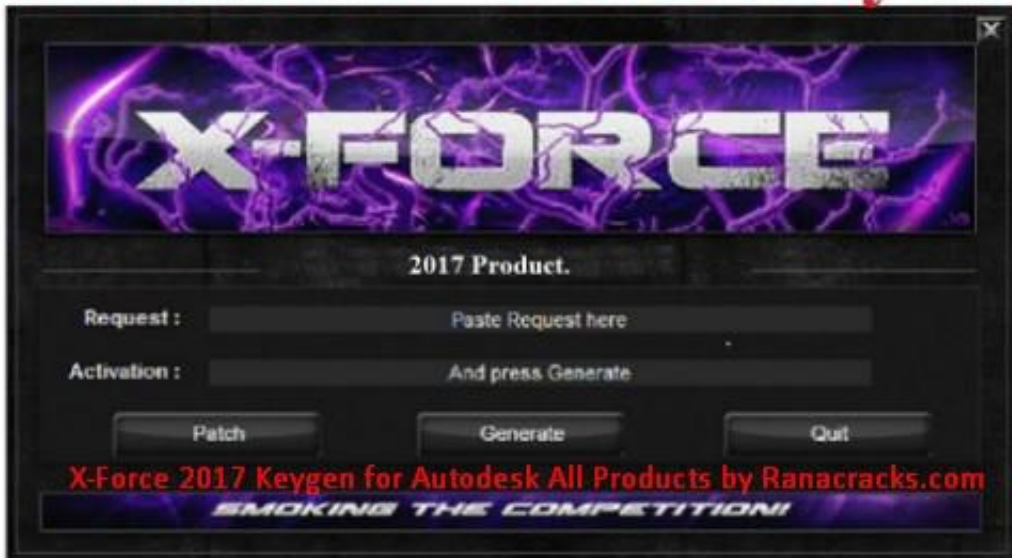 X-FORCE
2017 Product.
Request :
Paste Request here
Activation :
And press Generate
Patch
Generate
Quit
X-Force 2017 Keygen for Autodesk All Products by Ranacracks.com
SMOKING THE COMPETITION!